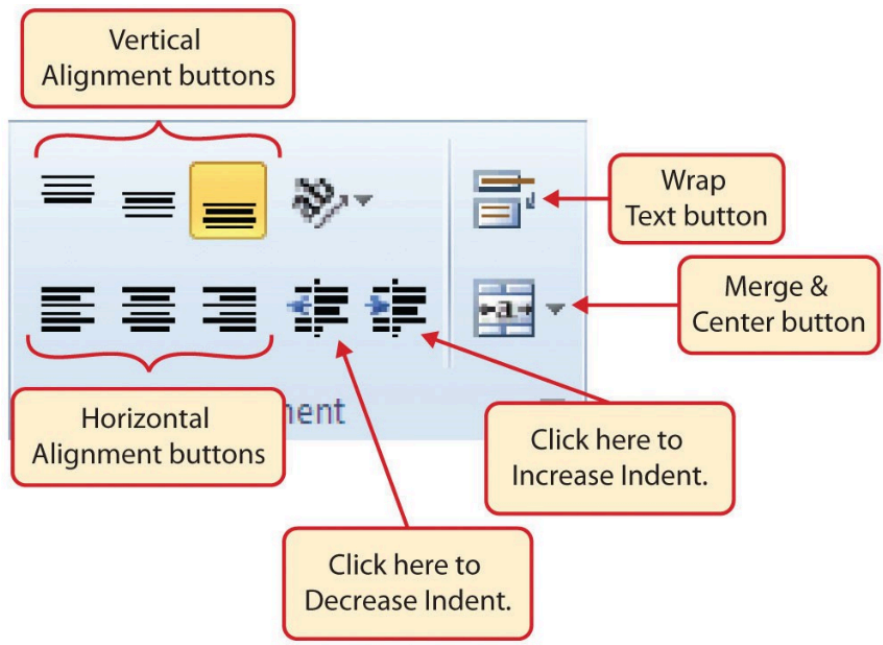 Vertical
Alignment buttons
Wrap
Text button
a
Merge &
Center button
Horizontal
Alignment buttons
ment
Click here to
Increase Indent.
Click here to
Decrease Indent.